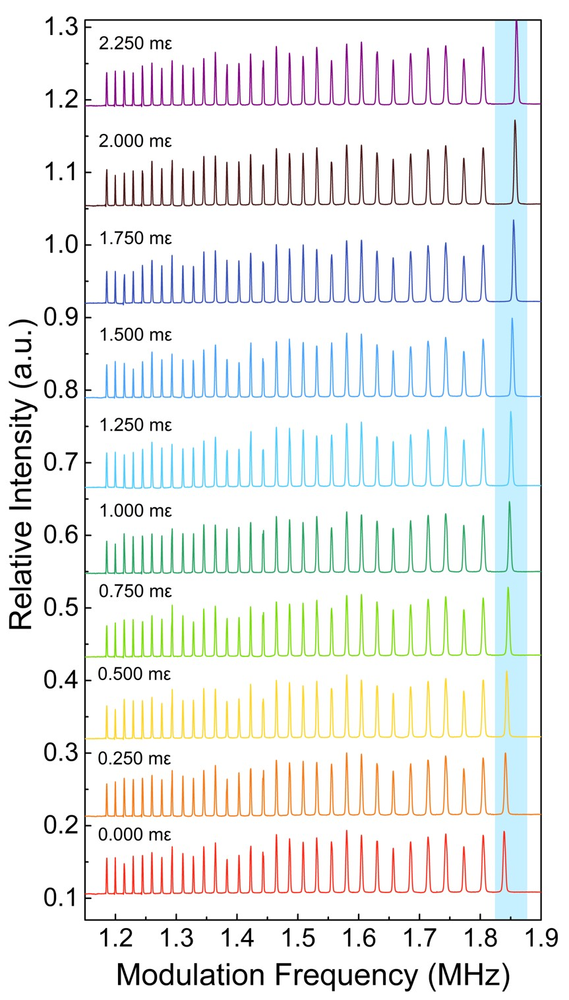 Relative Intensity (a.u.)
1.3
1.2
1.1
1.0
0.9
0.8
0.7
0.6
0.5
0.4
0.3
0.2
0.1
2.250 mε
2.000 mε
1.750 mε
1.500 mε
1.250 mε
1.000 mε
0.750 mε
0.500 mε
0.250 mε
0.000 mε
1.2 1.3 1.4 1.5 1.6 1.7 1.8 1.9
Modulation Frequency (MHz)